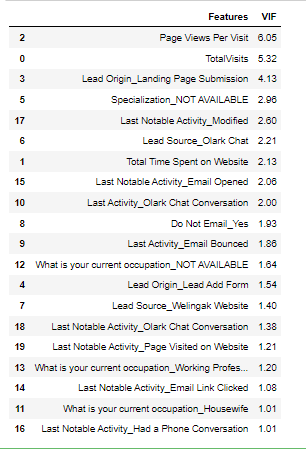 Features VIF
2 Page Views Per Visit 6.05
0 TotalVisits 5.32
3 Lead Origin_Landing Page Submission 4.13
5 Specialization_NOT AVAILABLE 2.96
17 Last Notable Activity_Modified 2.60
6 Lead Source_Olark Chat 2.21
1 Total Time Spent on Website 2.13
15 Last Notable Activity_Email Opened 2.06
10 Last Activity_Olark Chat Conversation 2.00
8 Do Not Email_Yes 1.93
9 Last Activity_Email Bounced 1.86
12 What is your current occupation_NOT AVAILABLE 1.64
4 Lead Origin_Lead Add Form 1.54
7 Lead Source_Welingak Website 1.40
18 Last Notable Activity_Olark Chat Conversation 1.38
19 Last Notable Activity_Page Visited on Website 1.21
13 What is your current occupation_Working Profes... 1.20
14 Last Notable Activity_Email Link Clicked 1.08
11 What is your current occupation_Housewife 1.01
16 Last Notable Activity_Had a Phone Conversation 1.01